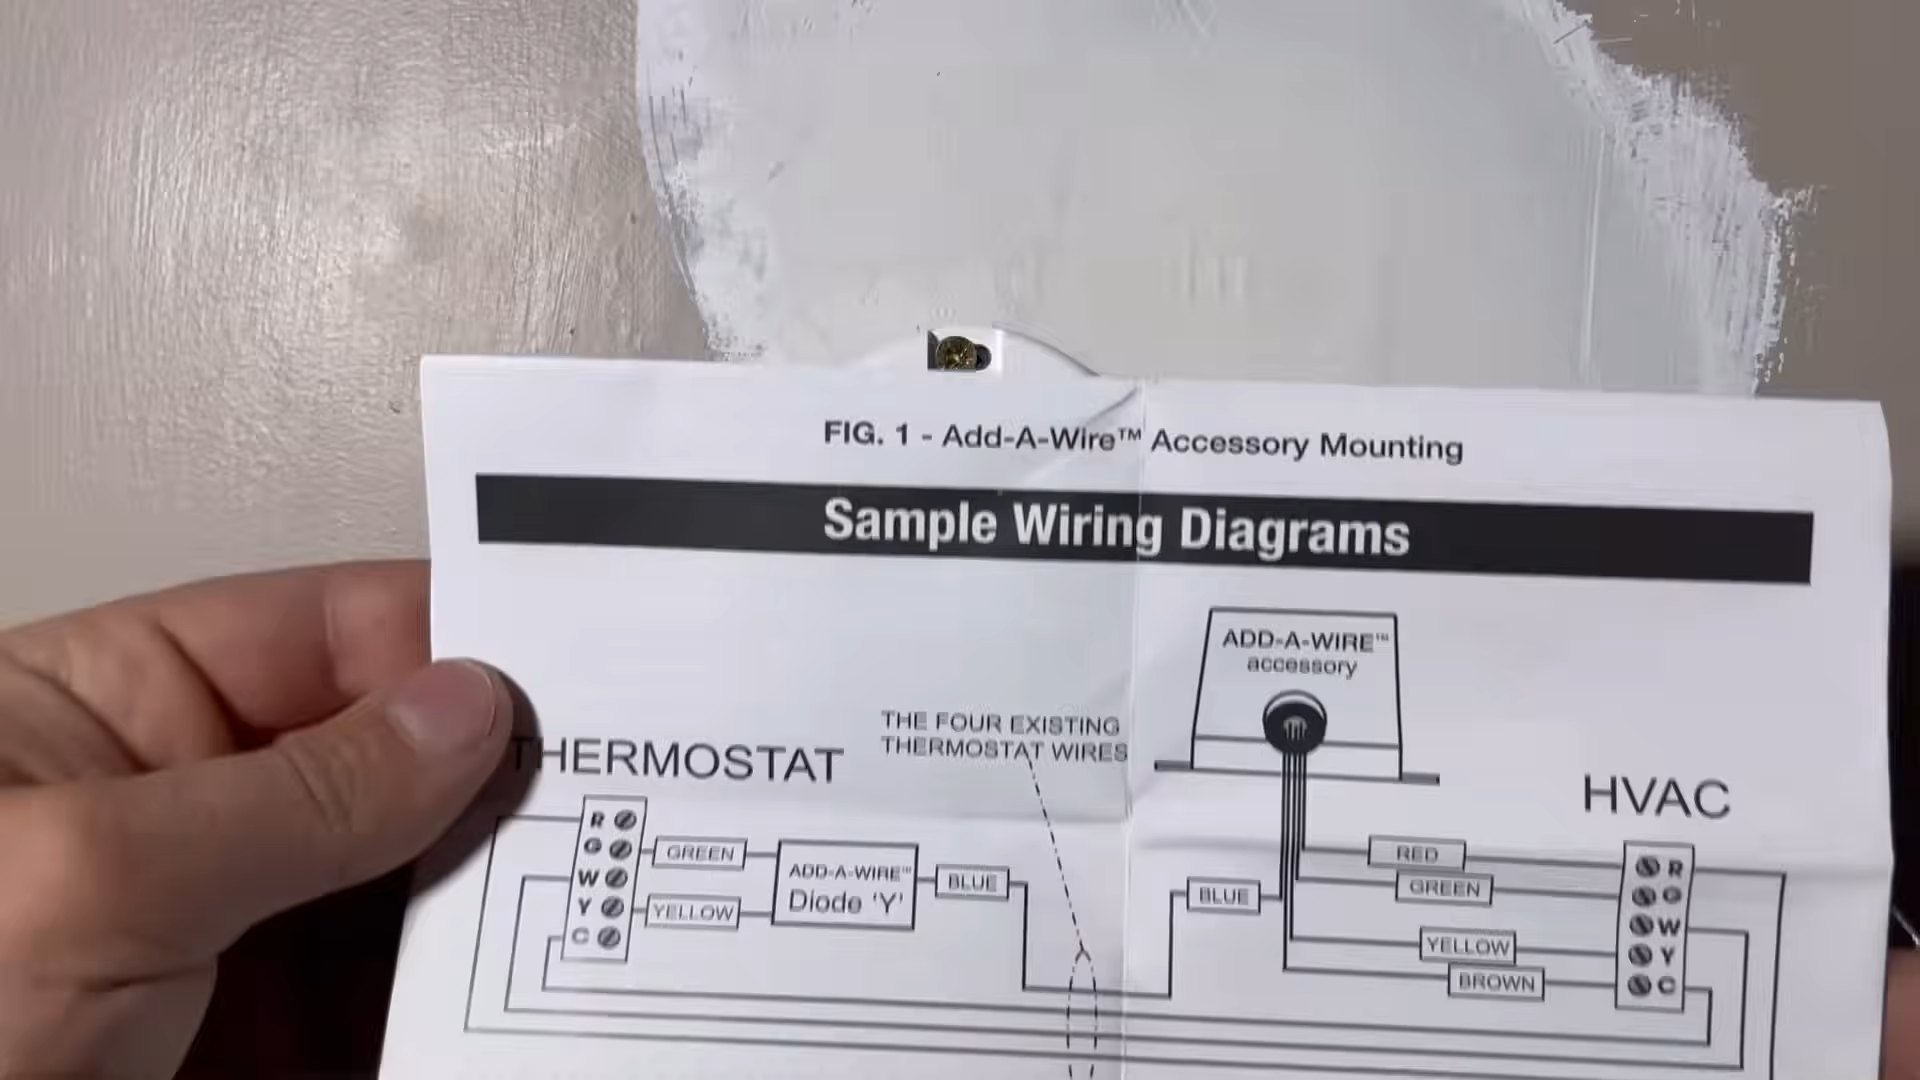 FIG. 1 - Add-A-Wire™ Accessory Mounting
Sample Wiring Diagrams
ADD-A-WIRE™
accessory
THE FOUR EXISTING
THERMOSTAT WIRES
THERMOSTAT
HVAC
R
G
W
Y
C
GREEN
YELLOW
ADD-A-WIRE™
Diode 'Y'
BLUE
BLUE
RED
GREEN
YELLOW
BROWN
R
G
W
Y
C